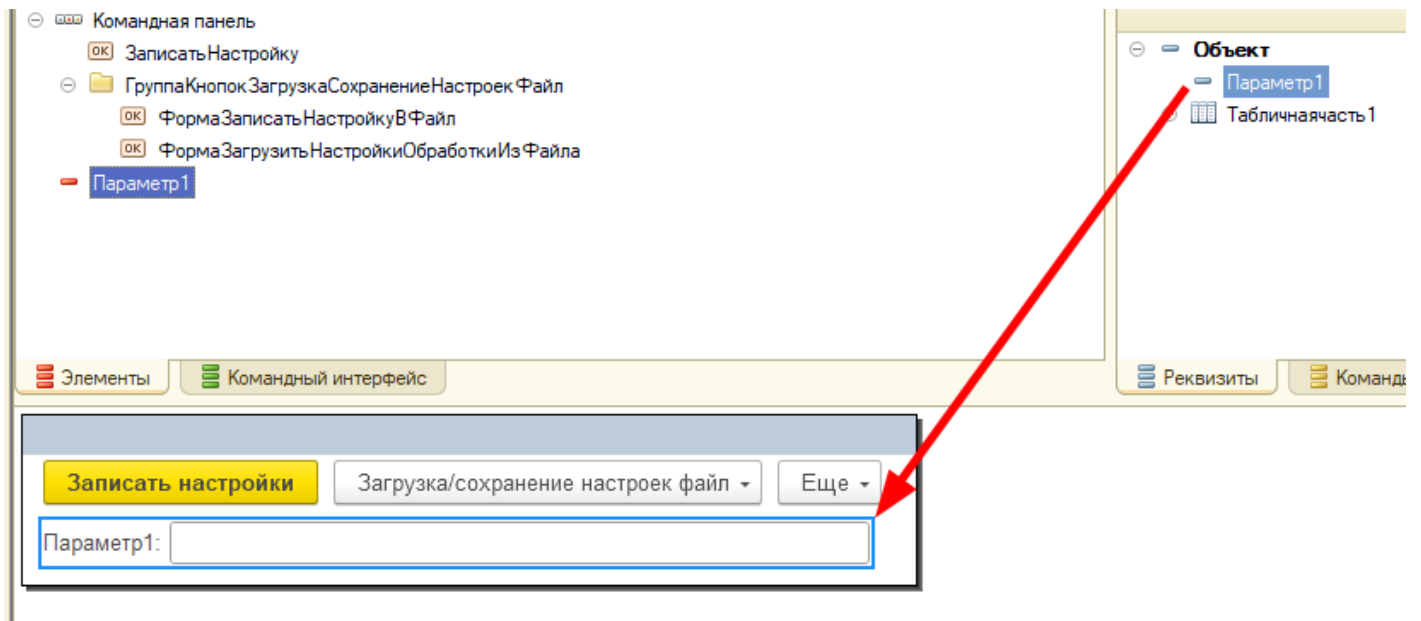 Командная панель
ЗаписатьНастройку
ГруппаКнопокЗагрузкаСохранениеНастроекФайл
ФормаЗаписатьНастройкуВФайл
ФормаЗагрузитьНастройкиОбработкиИзФайла
Параметр1
Объект
Параметр1
Табличнаячасть1
Элементы
Командный интерфейс
Реквизиты
Команды
Записать настройки
Загрузка/сохранение настроек файл
Еще
Параметр1: